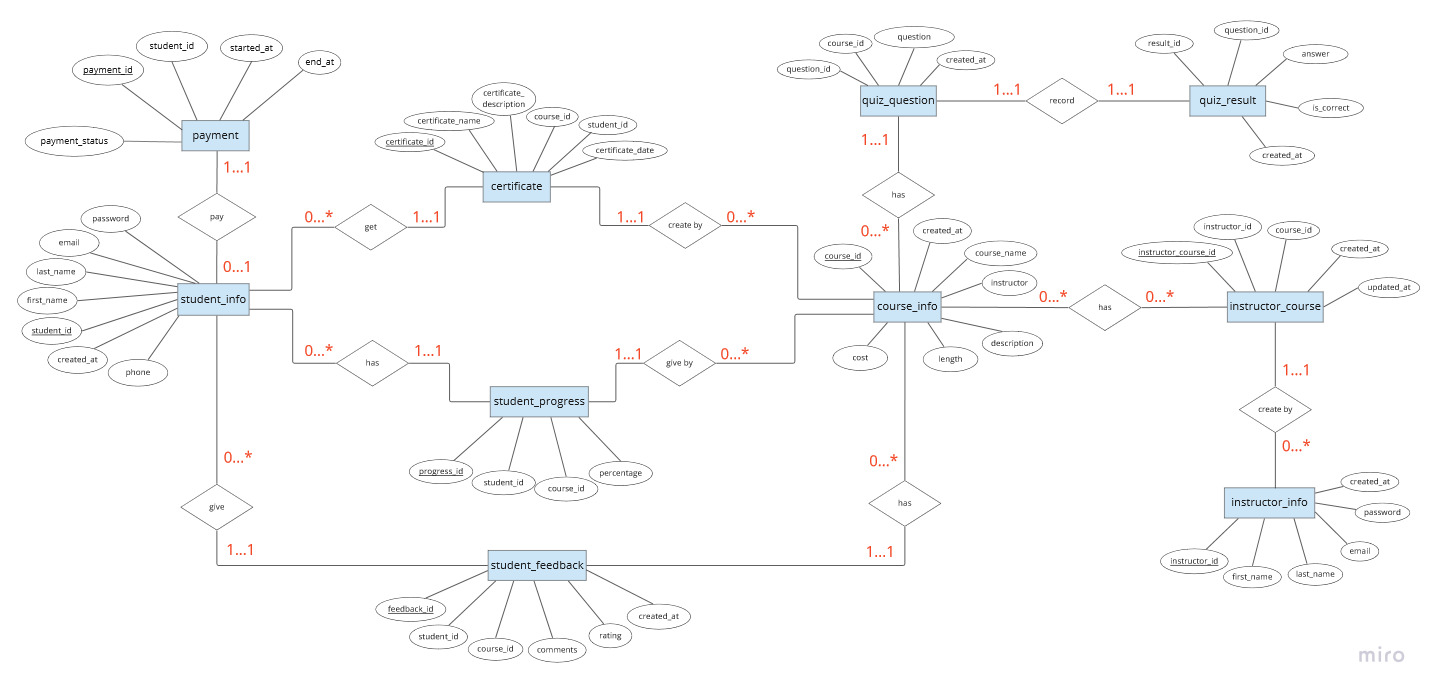 student_id
started_at
end_at
payment_id
payment_status
payment
1...1
pay
0...1
password
email
last_name
first_name
student_id
created_at
phone
student_info
certificate_
description
certificate_name
course_id
student_id
certificate_id
certificate_date
certificate
0...*
get
1...1
1...1
create by
0...*
0...*
has
1...1
1...1
give by
0...*
student_progress
progress_id
student_id
course_id
percentage
0...*
give
1...1
student_feedback
feedback_id
student_id
course_id
comments
rating
created_at
0...*
has
1...1
course_id
question
question_id
created_at
quiz_question
1...1
record
1...1
result_id
question_id
answer
is_correct
created_at
quiz_result
1...1
has
0...*
course_id
created_at
course_name
instructor
description
length
cost
course_info
0...*
has
0...*
instructor_course_id
instructor_id
course_id
created_at
updated_at
instructor_course
1...1
create by
0...*
instructor_info
created_at
password
email
last_name
first_name
instructor_id
miro